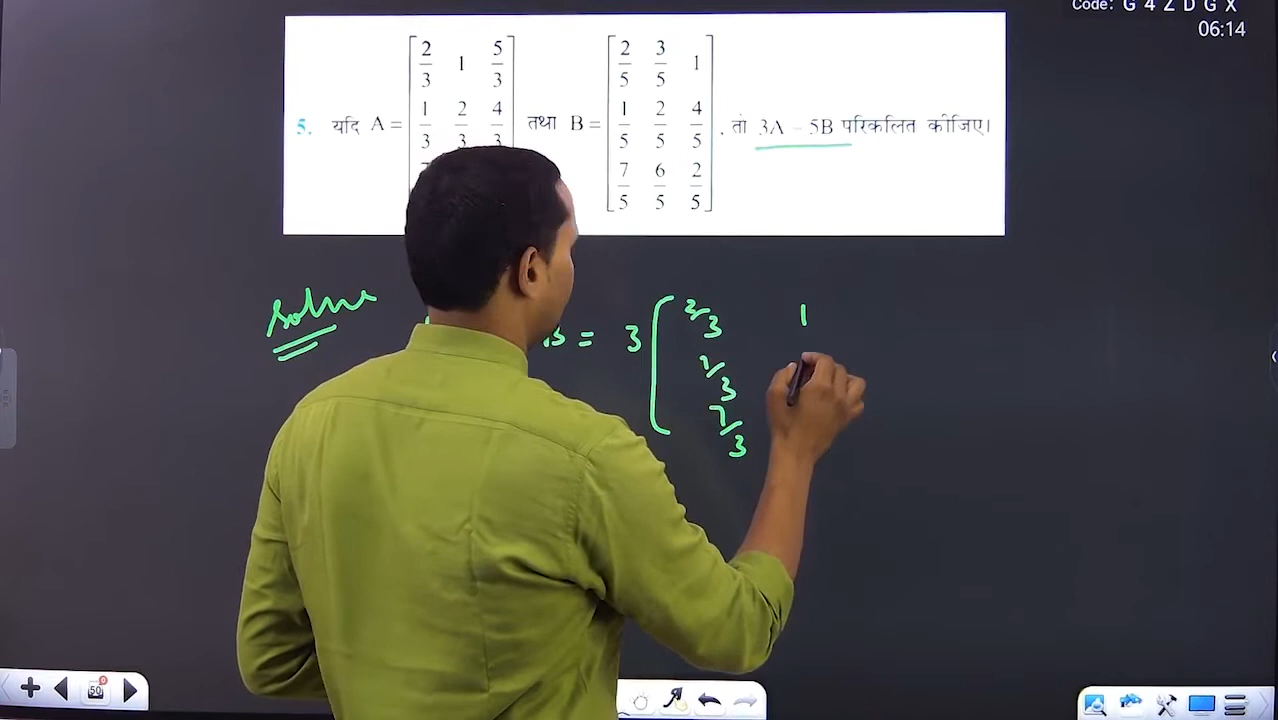 Code: G 4 Z D G X
06:14
5. यदि A = [ 2/3 1 5/3 तथा B = [ 2/5 3/5 1 ] , तो 3A – 5B परिकलित कीजिए।
1/3 2/3 4/3 1/5 2/5 4/5
7/5 6/5 2/5
Solve = 3 [ 2/3 1
1/3
7/3
50